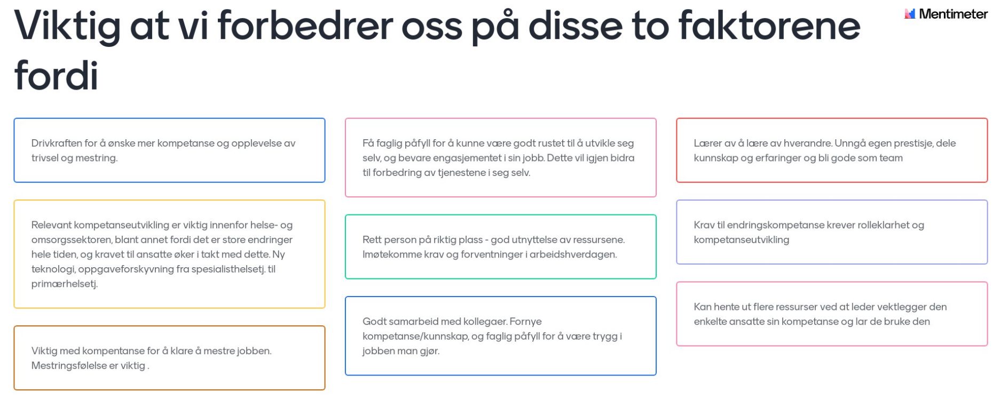 Viktig at vi forbedrer oss på disse to faktorene
fordi
Mentimeter
Drivkraften for å ønske mer kompetanse og opplevelse av
trivsel og mestring.
Relevant kompetanseutvikling er viktig innenfor helse- og
omsorgssektoren, blant annet fordi det er store endringer
hele tiden, og kravet til ansatte øker i takt med dette. Ny
teknologi, oppgaveforskyvning fra spesialisthelsetj. til
primærhelsetj.
Viktig med kompentanse for å klare å mestre jobben.
Mestringsfølelse er viktig .
Få faglig påfyll for å kunne være godt rustet til å utvikle seg
selv, og bevare engasjementet i sin jobb. Dette vil igjen bidra
til forbedring av tjenestene i seg selv.
Rett person på riktig plass - god utnyttelse av ressursene.
Imøtekomme krav og forventninger i arbeidshverdagen.
Godt samarbeid med kollegaer. Fornye
kompetanse/kunnskap, og faglig påfyll for å være trygg i
jobben man gjør.
Lærer av å lære av hverandre. Unngå egen prestisje, dele
kunnskap og erfaringer og bli gode som team
Krav til endringskompetanse krever rolleklarhet og
kompetanseutvikling
Kan hente ut flere ressurser ved at leder vektlegger den
enkelte ansatte sin kompetanse og lar de bruke den